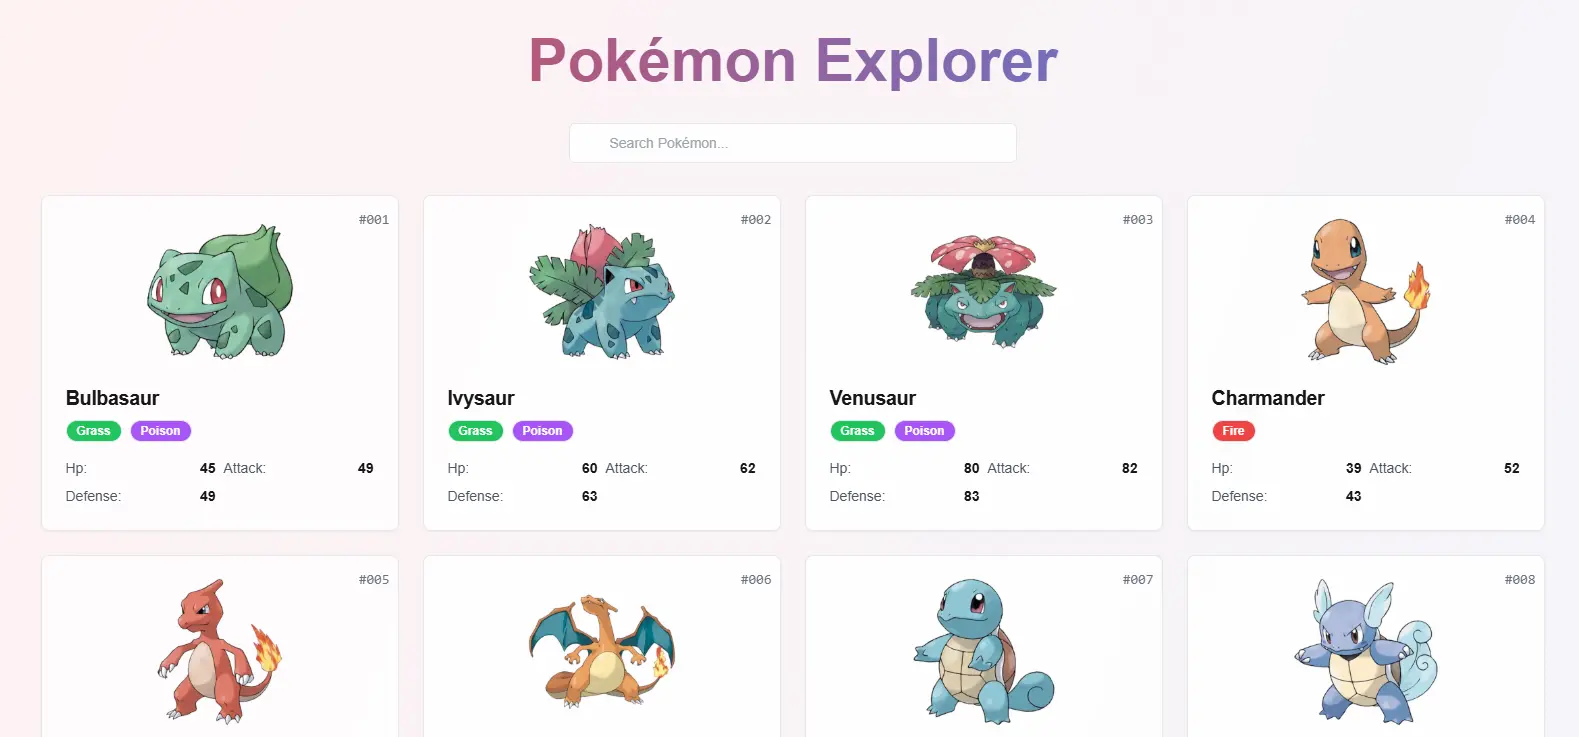 Pokémon Explorer
Search Pokémon...
#001
Bulbasaur
Grass Poison
Hp: 45 Attack: 49
Defense: 49
#002
Ivysaur
Grass Poison
Hp: 60 Attack: 62
Defense: 63
#003
Venusaur
Grass Poison
Hp: 80 Attack: 82
Defense: 83
#004
Charmander
Fire
Hp: 39 Attack: 52
Defense: 43
#005
#006
#007
#008